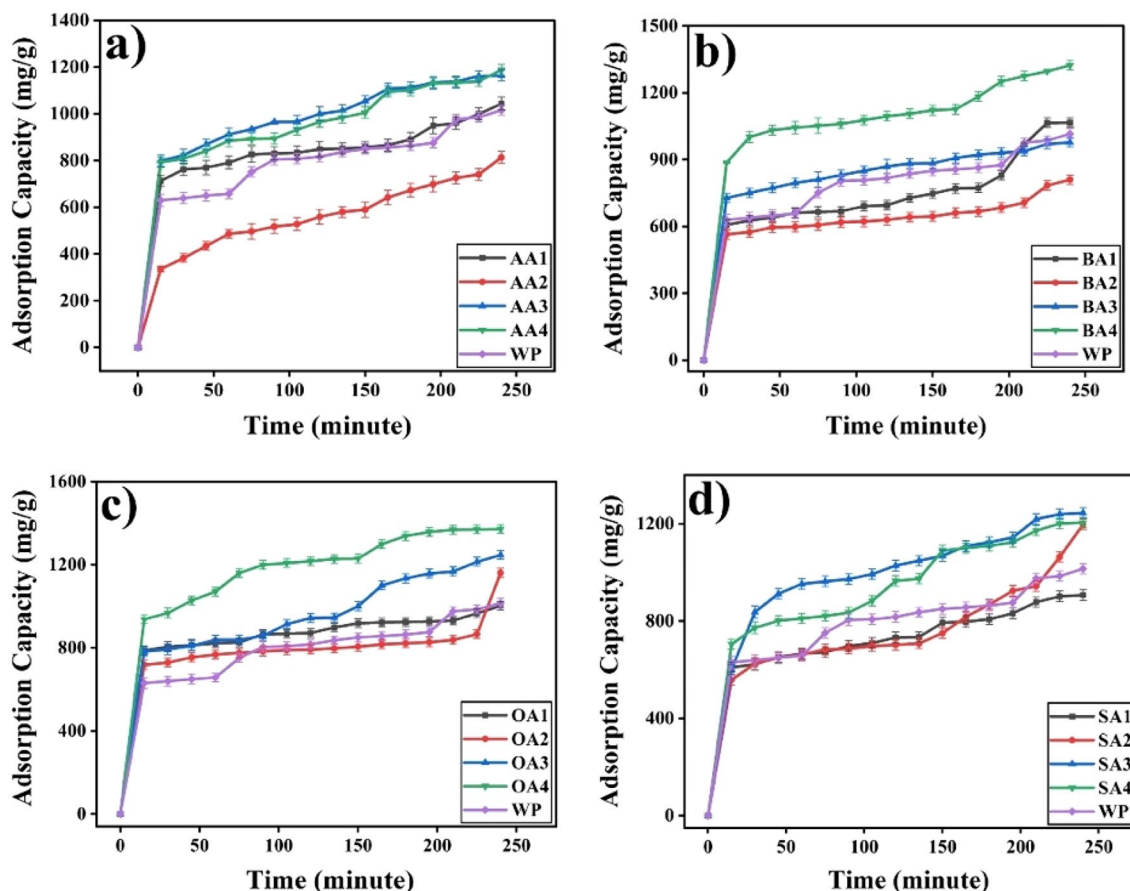 a)
Adsorption Capacity (mg/g)
1400
1200
1000
800
600
400
200
0
0 50 100 150 200 250
Time (minute)
AA1
AA2
AA3
AA4
WP
b)
Adsorption Capacity (mg/g)
1500
1200
900
600
300
0
0 50 100 150 200 250
Time (minute)
BA1
BA2
BA3
BA4
WP
c)
Adsorption Capacity (mg/g)
1600
1200
800
400
0
0 50 100 150 200 250
Time (minute)
OA1
OA2
OA3
OA4
WP
d)
Adsorption Capacity (mg/g)
1200
800
400
0
0 50 100 150 200 250
Time (minute)
SA1
SA2
SA3
SA4
WP